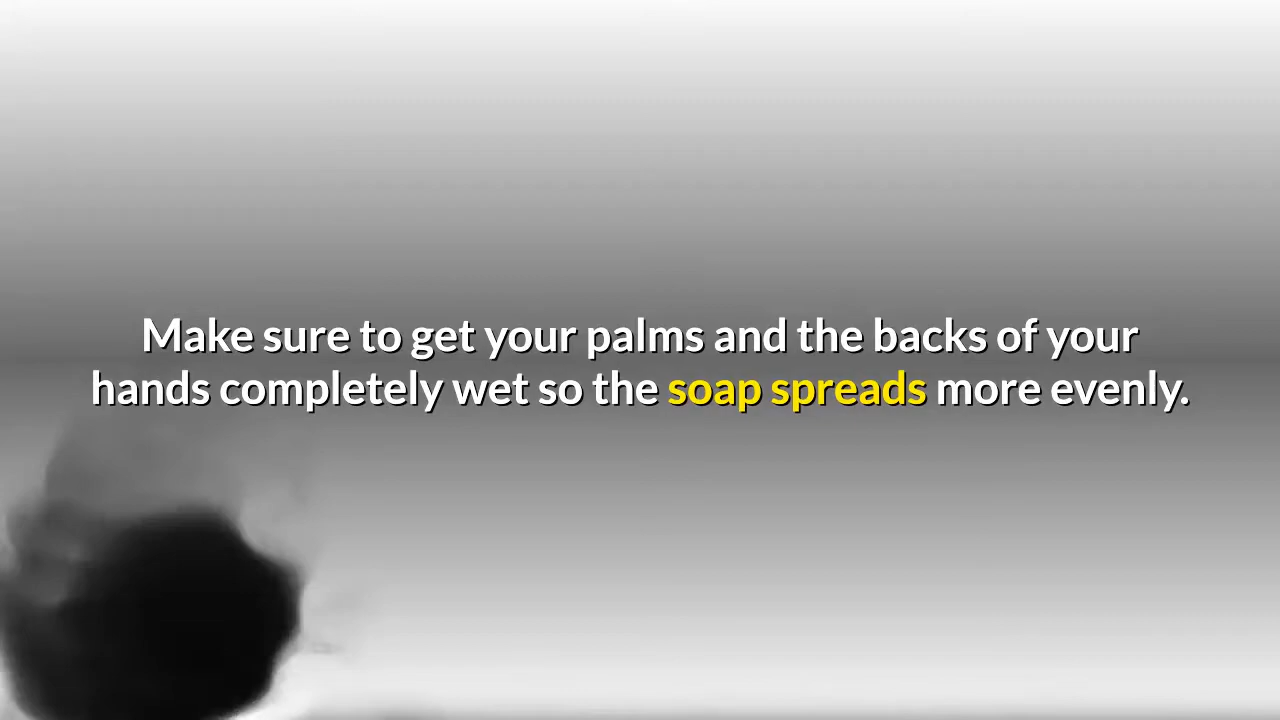 Make sure to get your palms and the backs of your
hands completely wet so the soap spreads more evenly.